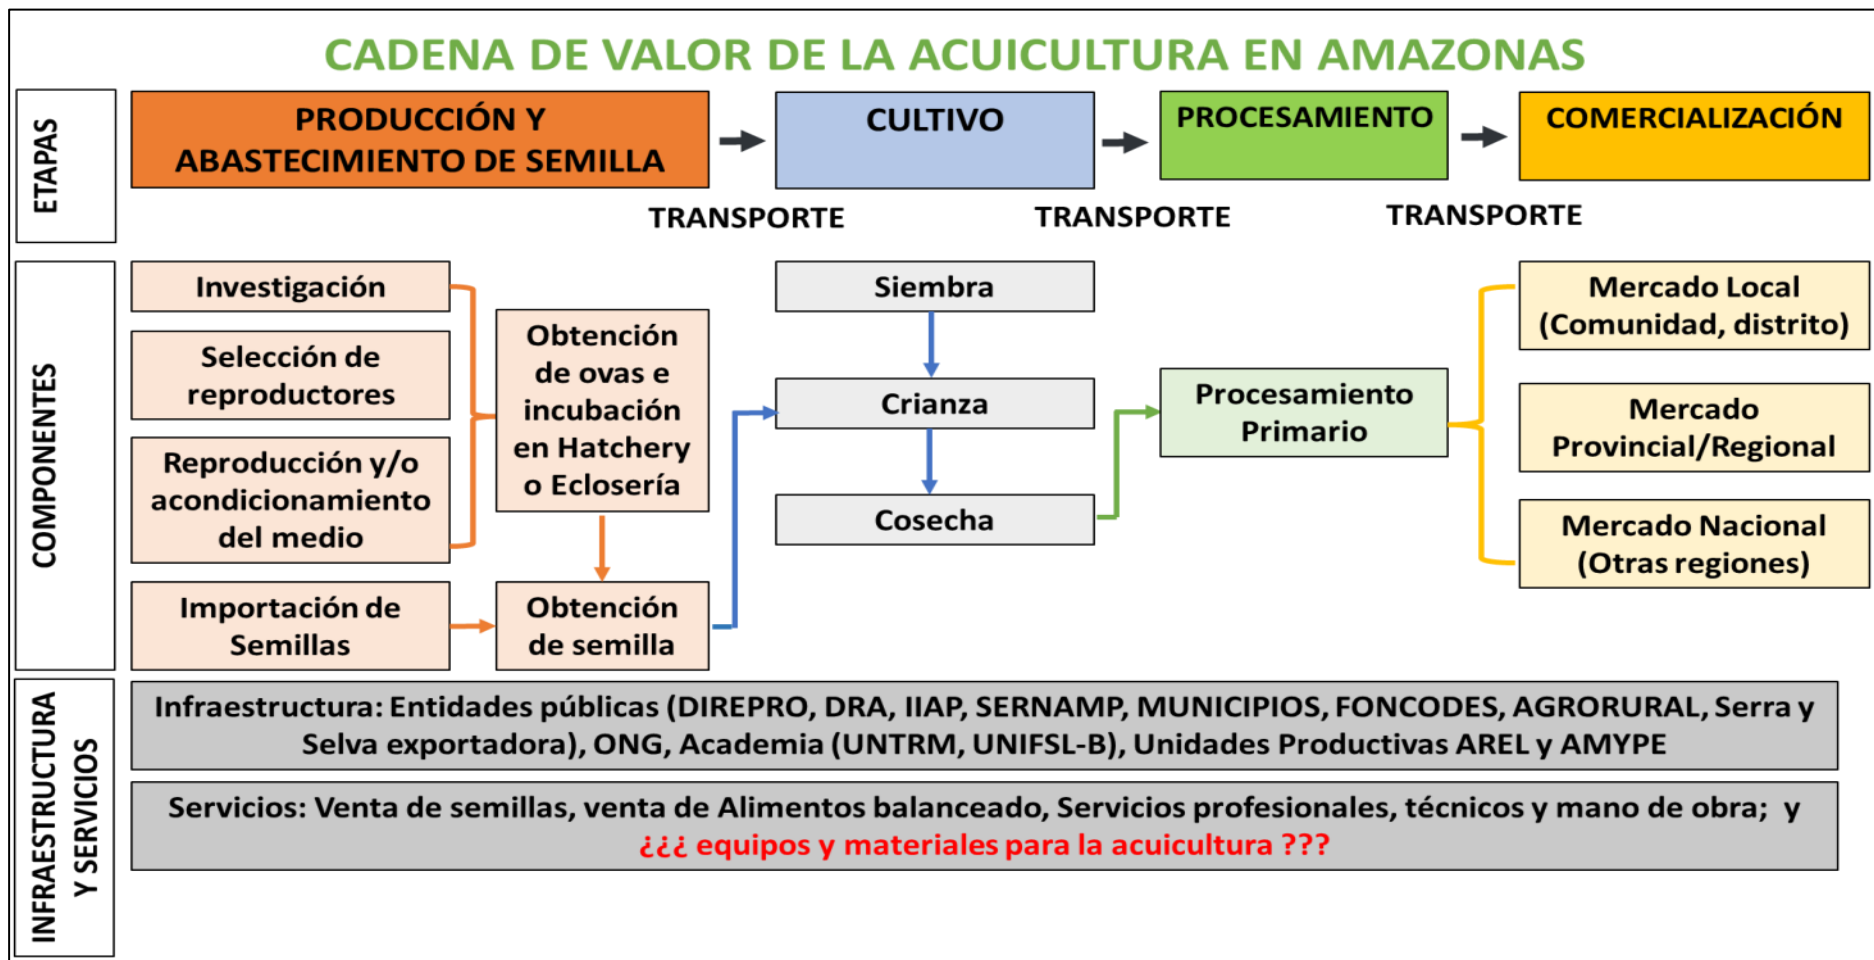 CADENA DE VALOR DE LA ACUICULTURA EN AMAZONAS
ETAPAS
PRODUCCIÓN Y
ABASTECIMIENTO DE SEMILLA
CULTIVO
PROCESAMIENTO
COMERCIALIZACIÓN
TRANSPORTE
TRANSPORTE
TRANSPORTE
COMPONENTES
Investigación
Selección de
reproductores
Reproducción y/o
acondicionamiento
del medio
Importación de
Semillas
Obtención
de ovas e
incubación
en Hatchery
o Eclosería
Obtención
de semilla
Siembra
Crianza
Cosecha
Procesamiento
Primario
Mercado Local
(Comunidad, distrito)
Mercado
Provincial/Regional
Mercado Nacional
(Otras regiones)
INFRAESTRUCTURA
Y SERVICIOS
Infraestructura: Entidades públicas (DIREPRO, DRA, IIAP, SERNAMP, MUNICIPIOS, FONCODES, AGRORURAL, Serra y
Selva exportadora), ONG, Academia (UNTRM, UNIFSL-B), Unidades Productivas AREL y AMYPE
Servicios: Venta de semillas, venta de Alimentos balanceado, Servicios profesionales, técnicos y mano de obra; y
¿¿¿ equipos y materiales para la acuicultura ???